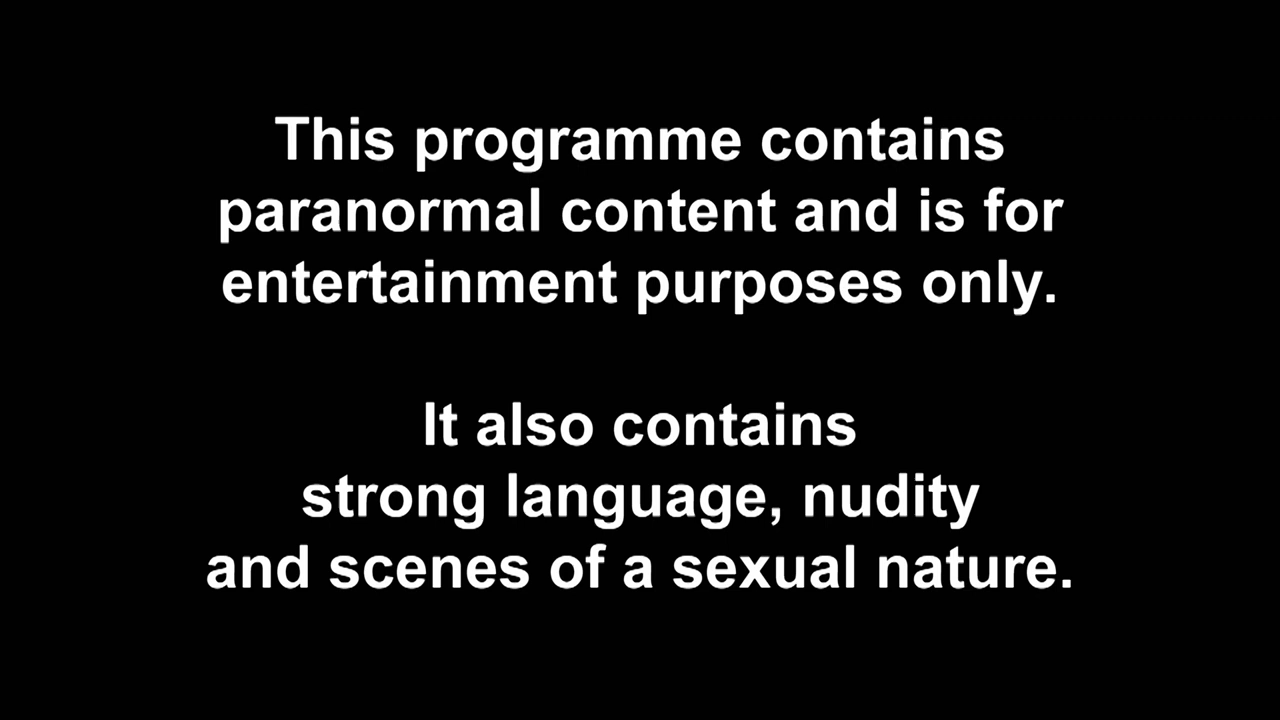 This programme contains
paranormal content and is for
entertainment purposes only.
It also contains
strong language, nudity
and scenes of a sexual nature.